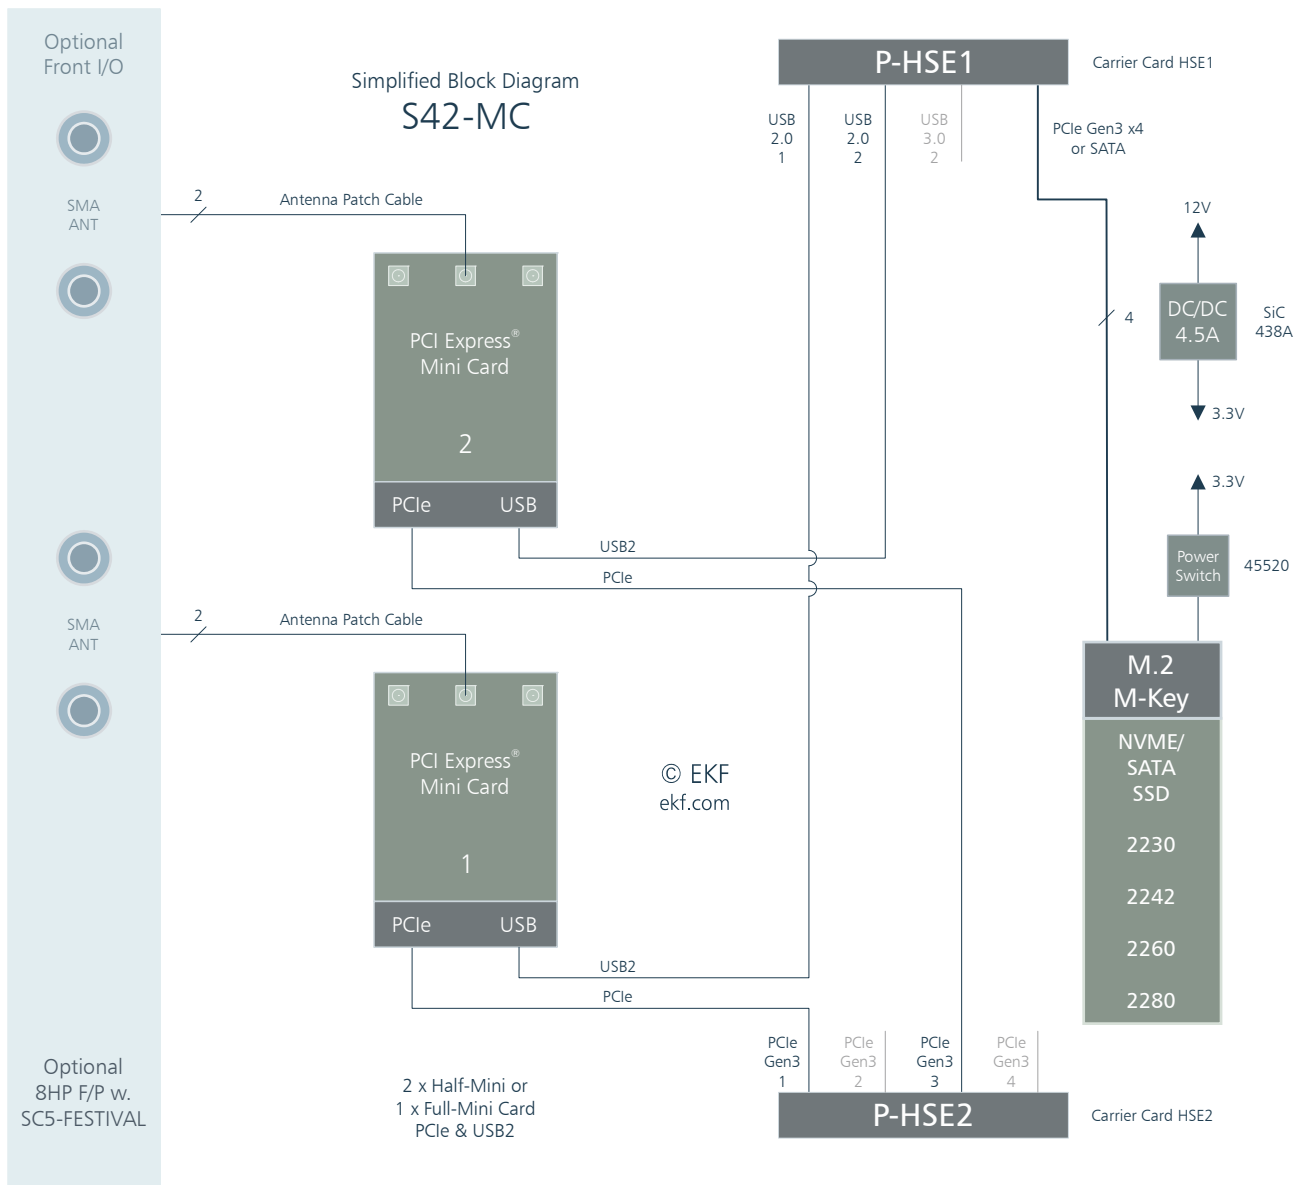 Optional
Front I/O
SMA
ANT
SMA
ANT
Optional
8HP F/P w.
SC5-FESTIVAL
Simplified Block Diagram
S42-MC
2
Antenna Patch Cable
PCI Express®
Mini Card
2
PCIe USB
USB2
PCIe
2
Antenna Patch Cable
PCI Express®
Mini Card
1
PCIe USB
USB2
PCIe
© EKF
ekf.com
2 x Half-Mini or
1 x Full-Mini Card
PCIe & USB2
P-HSE1
Carrier Card HSE1
USB
2.0
1
USB
2.0
2
USB
3.0
2
PCIe Gen3 x4
or SATA
4
12V
DC/DC
4.5A
SiC
438A
3.3V
3.3V
Power
Switch
45520
M.2
M-Key
NVME/
SATA
SSD
2230
2242
2260
2280
PCIe
Gen3
1
PCIe
Gen3
2
PCIe
Gen3
3
PCIe
Gen3
4
P-HSE2
Carrier Card HSE2